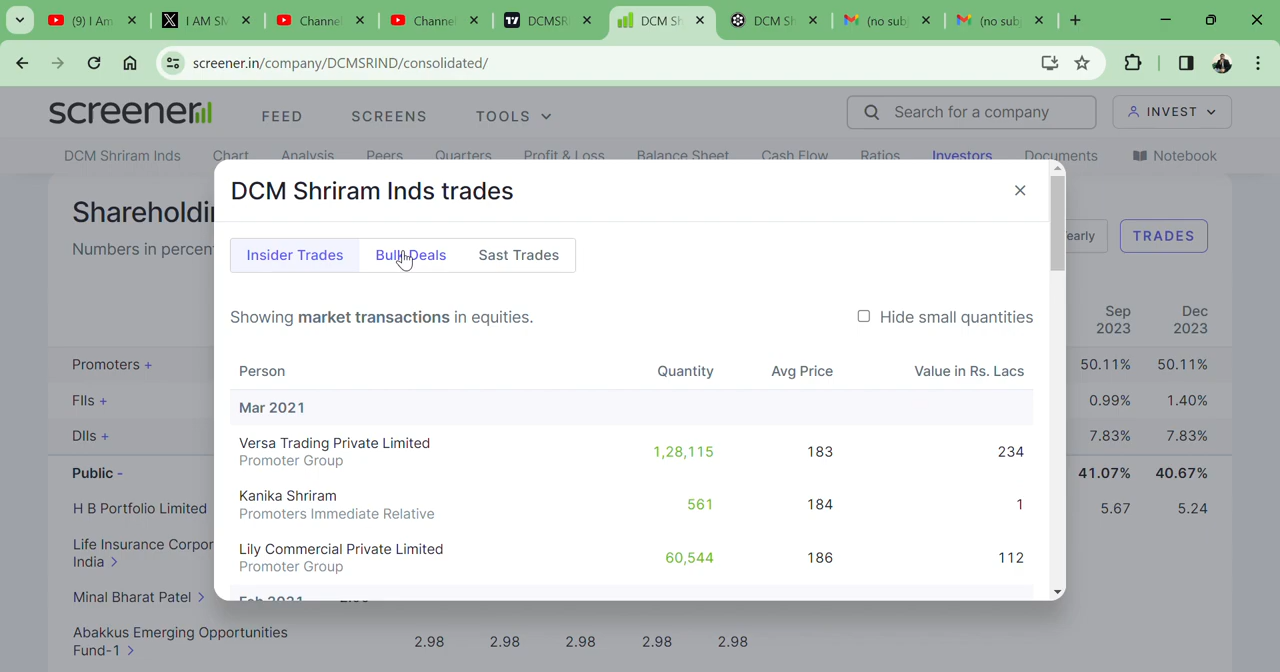 (9) I Am
I AM SM
Channel
Channel
DCMSR
DCM Sh
DCM Sh
(no sub
(no sub
screener.in/company/DCMSRIND/consolidated/
screener
FEED
SCREENS
TOOLS
Search for a company
INVEST
DCM Shriram Inds
Chart
Analysis
Peers
Quarters
Profit & Loss
Balance Sheet
Cash Flow
Ratios
Investors
Documents
Notebook
DCM Shriram Inds trades
Shareholdin
Numbers in percen
early
TRADES
Insider Trades
Bulk Deals
Sast Trades
Showing market transactions in equities.
Hide small quantities
Sep 2023
Dec 2023
Person
Quantity
Avg Price
Value in Rs. Lacs
Promoters +
50.11%
50.11%
Mar 2021
FIIs +
0.99%
1.40%
DIIs +
7.83%
7.83%
Versa Trading Private Limited
Promoter Group
1,28,115
183
234
Public -
41.07%
40.67%
Kanika Shriram
Promoters Immediate Relative
561
184
1
H B Portfolio Limited
5.67
5.24
Lily Commercial Private Limited
Promoter Group
60,544
186
112
Life Insurance Corpor
India >
Minal Bharat Patel >
Feb 2021
Abakkus Emerging Opportunities
Fund-1 >
2.98
2.98
2.98
2.98
2.98